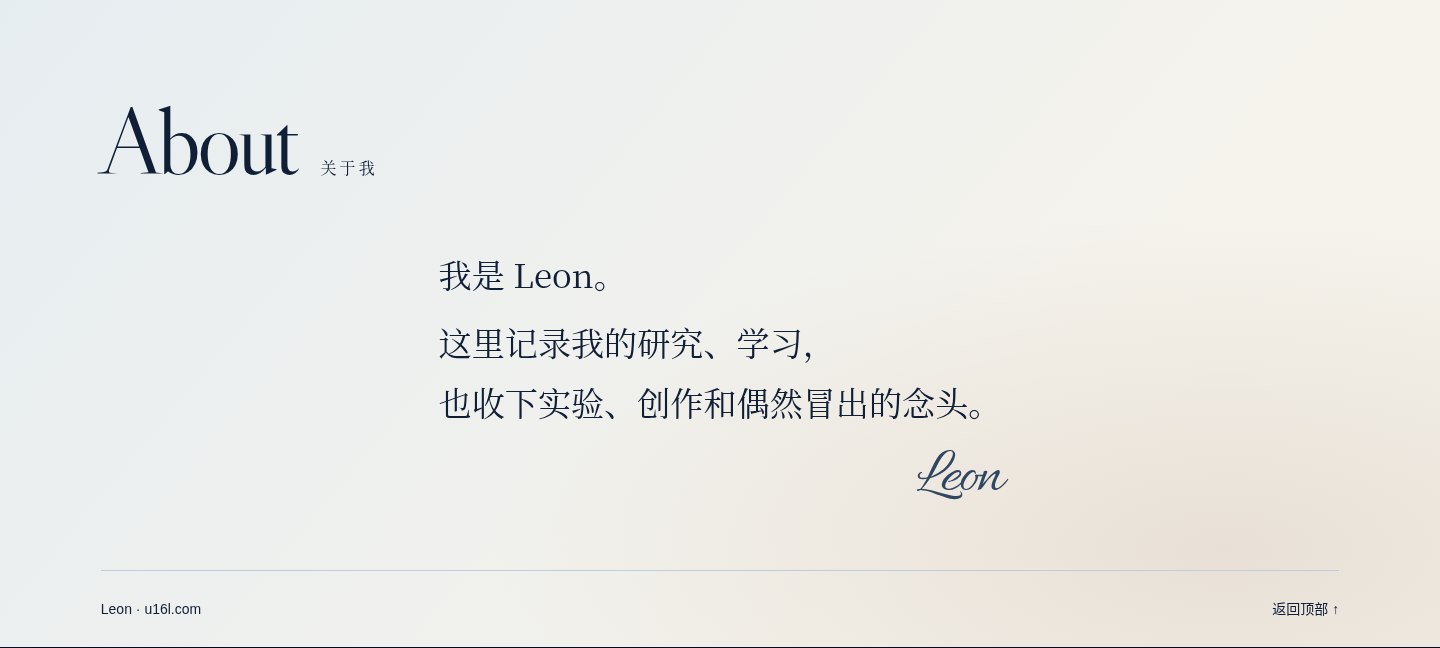 About 关于我
我是 Leon。
这里记录我的研究、学习,
也收下实验、创作和偶然冒出的念头。
Leon
Leon · u16l.com
返回顶部 ↑